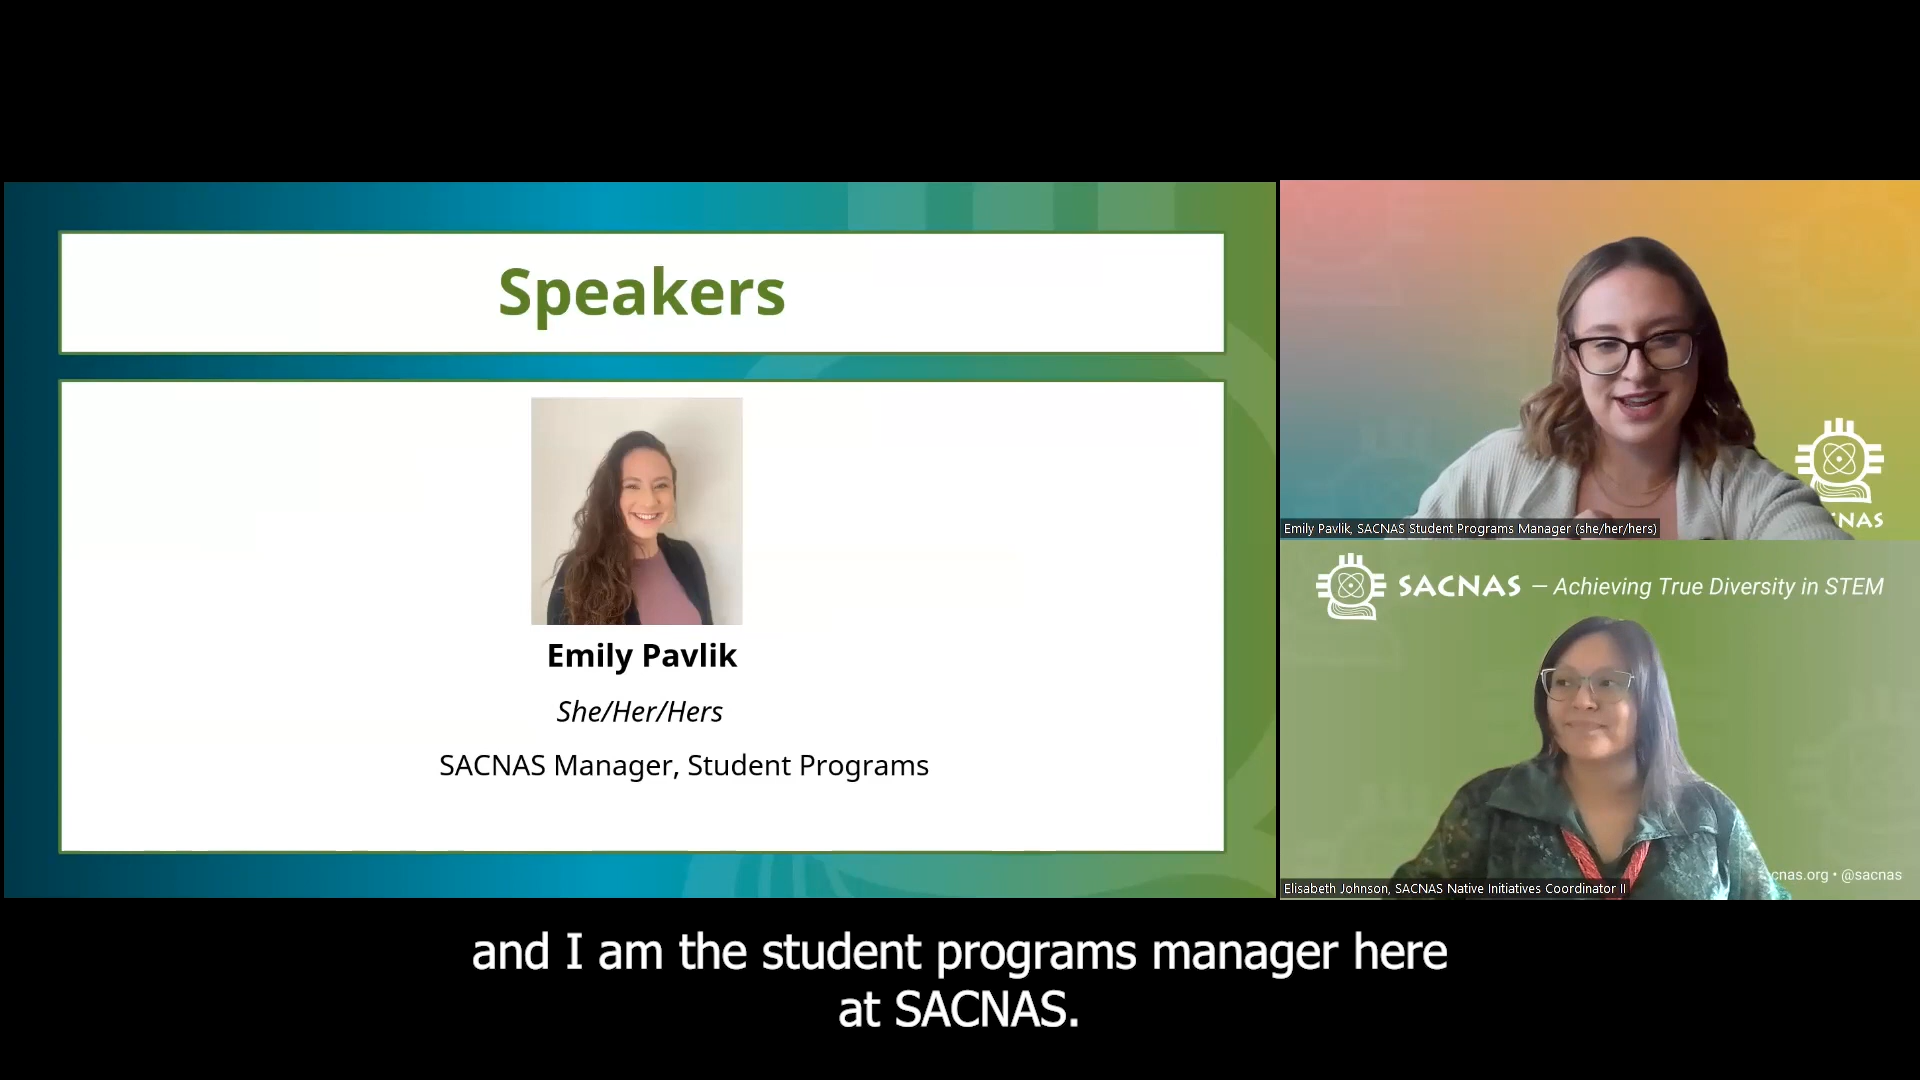 Speakers
Emily Pavlik
She/Her/Hers
SACNAS Manager, Student Programs
NAS
Emily Pavlik, SACNAS Student Programs Manager (she/her/hers)
SACNAS – Achieving True Diversity in STEM
cnas.org • @sacnas
Elisabeth Johnson, SACNAS Native Initiatives Coordinator II
and I am the student programs manager here
at SACNAS.